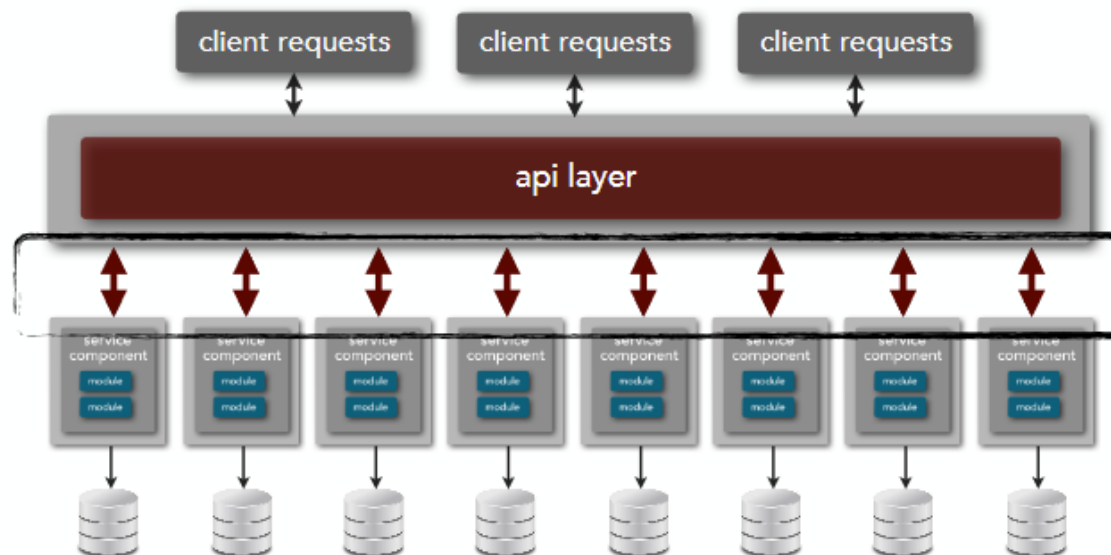 client requests
client requests
client requests
api layer
service
component
module
module
service
component
module
module
service
component
module
module
service
component
module
module
service
component
module
module
service
component
module
module
service
component
module
module
service
component
module
module